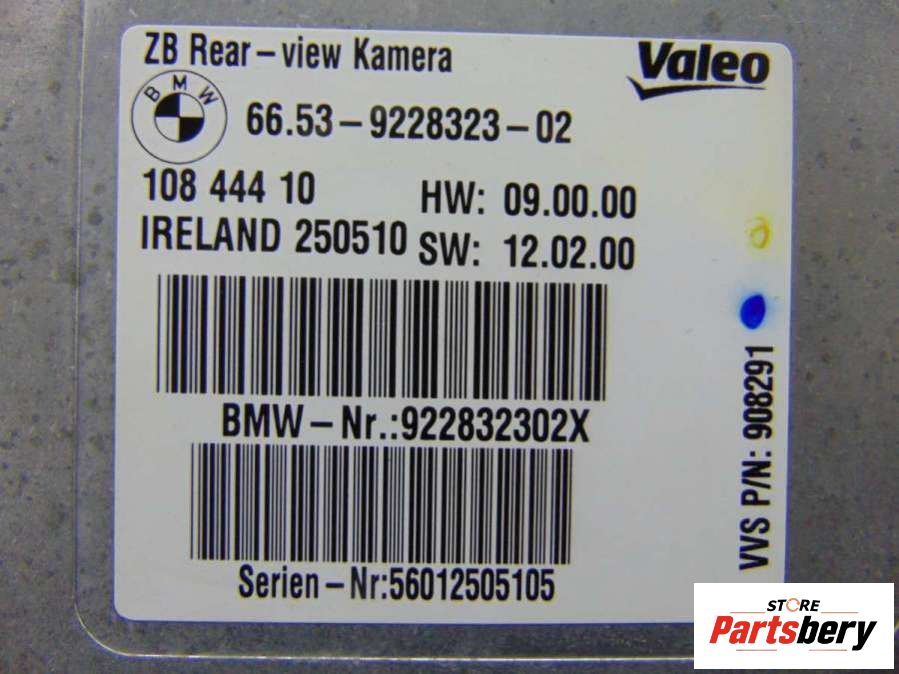 ZB Rear-view Kamera
Valeo
BMW
66.53-9228323-02
108 444 10
HW: 09.00.00
IRELAND 250510
SW: 12.02.00
BMW-Nr.:922832302X
Serien-Nr:56012505105
VVS P/N: 908291
STORE
Partsbery